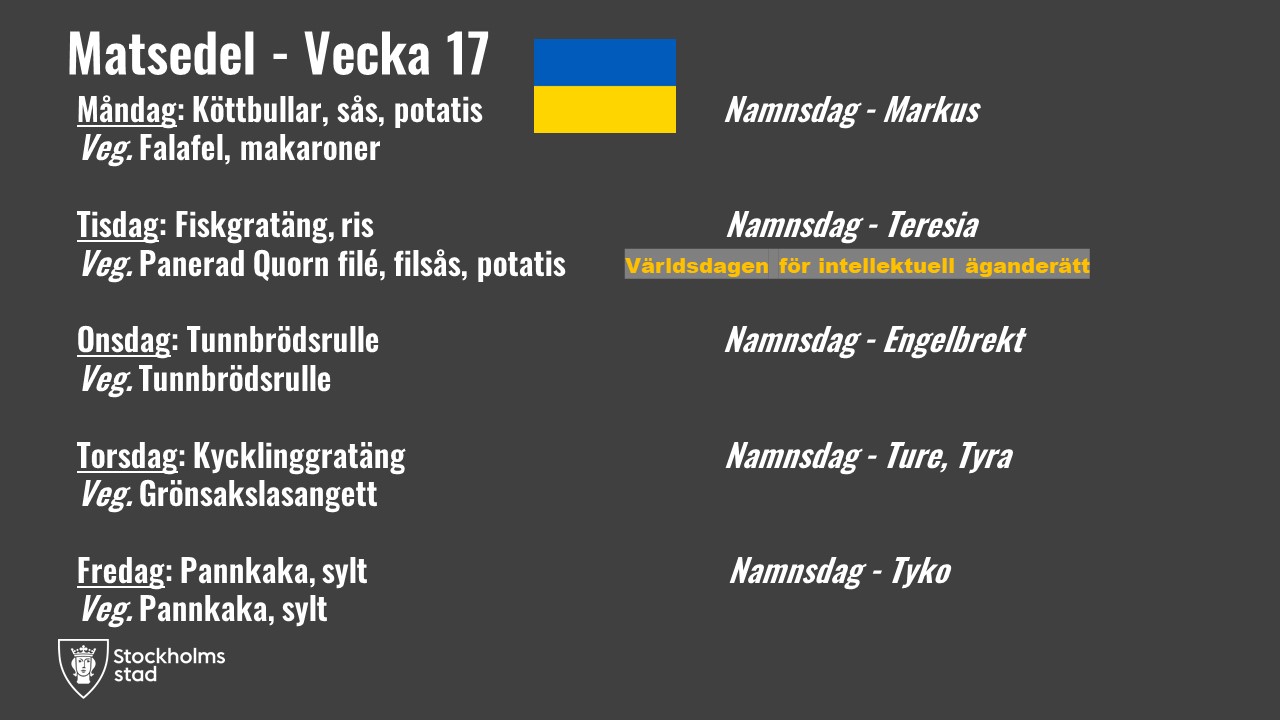 Matsedel - Vecka 17
Måndag: Köttbullar, sås, potatis
Namnsdag - Markus
Veg. Falafel, makaroner
Tisdag: Fiskgratäng, ris
Namnsdag - Teresia
Veg. Panerad Quorn filé, filsås, potatis
Världsdagen för intellektuell äganderätt
Onsdag: Tunnbrödsrulle
Namnsdag - Engelbrekt
Veg. Tunnbrödsrulle
Torsdag: Kycklinggratäng
Namnsdag - Ture, Tyra
Veg. Grönsakslasangett
Fredag: Pannkaka, sylt
Namnsdag - Tyko
Veg. Pannkaka, sylt
Stockholms
stad